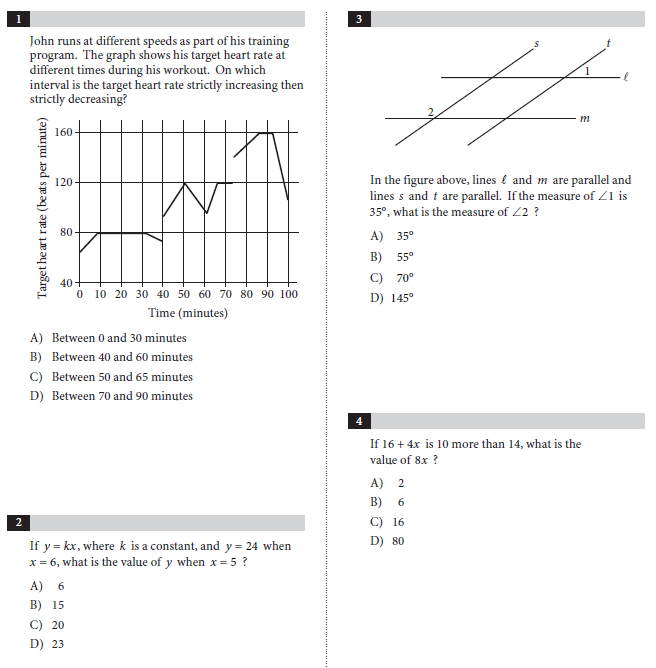 1
John runs at different speeds as part of his training
program. The graph shows his target heart rate at
different times during his workout. On which
interval is the target heart rate strictly increasing then
strictly decreasing?
Target heart rate (beats per minute)
160
120
80
40
0 10 20 30 40 50 60 70 80 90 100
Time (minutes)
A) Between 0 and 30 minutes
B) Between 40 and 60 minutes
C) Between 50 and 65 minutes
D) Between 70 and 90 minutes
2
If y = kx, where k is a constant, and y = 24 when
x = 6, what is the value of y when x = 5 ?
A) 6
B) 15
C) 20
D) 23
3
s
t
1
ℓ
2
m
In the figure above, lines ℓ and m are parallel and
lines s and t are parallel. If the measure of ∠1 is
35°, what is the measure of ∠2 ?
A) 35°
B) 55°
C) 70°
D) 145°
4
If 16 + 4x is 10 more than 14, what is the
value of 8x ?
A) 2
B) 6
C) 16
D) 80